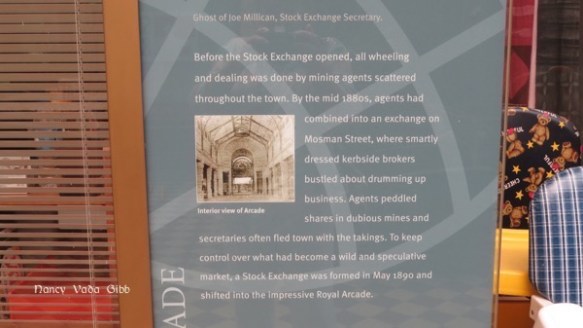 Ghost of Joe Millican, Stock Exchange Secretary.
Before the Stock Exchange opened, all wheeling
and dealing was done by mining agents scattered
throughout the town. By the mid 1880s, agents had
combined into an exchange on
Mosman Street, where smartly
dressed kerbside brokers
bustled about drumming up
business. Agents peddled
shares in dubious mines and
secretaries often fled town with the takings. To keep
control over what had become a wild and speculative
market, a Stock Exchange was formed in May 1890 and
shifted into the impressive Royal Arcade.
Interior view of Arcade
ADE
Nancy Vada Gibb